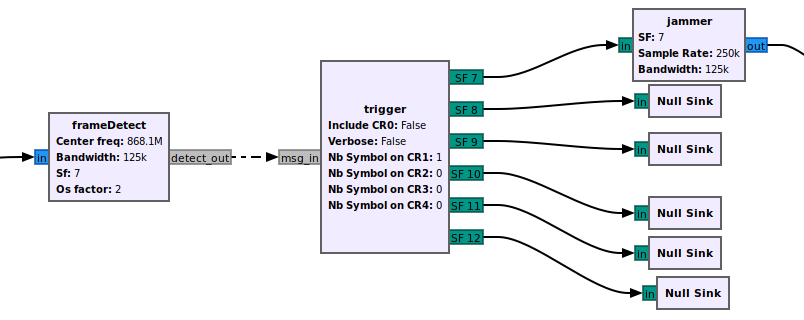 frameDetect
Center freq: 868.1M
Bandwidth: 125k
Sf: 7
Os factor: 2
in
detect_out
msg_in
trigger
Include CR0: False
Verbose: False
Nb Symbol on CR1: 1
Nb Symbol on CR2: 0
Nb Symbol on CR3: 0
Nb Symbol on CR4: 0
SF 7
SF 8
SF 9
SF 10
SF 11
SF 12
in
jammer
SF: 7
Sample Rate: 250k
Bandwidth: 125k
out
in
Null Sink
in
Null Sink
in
Null Sink
in
Null Sink
in
Null Sink